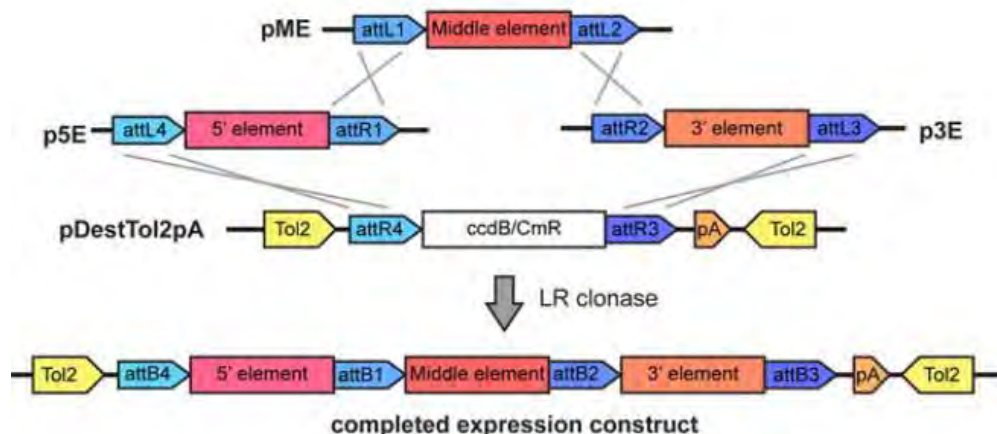 pME attL1 Middle element attL2
p5E attL4 5' element attR1 attR2 3' element attL3 p3E
pDestTol2pA Tol2 attR4 ccdB/CmR attR3 pA Tol2
LR clonase
Tol2 attB4 5' element attB1 Middle element attB2 3' element attB3 pA Tol2
completed expression construct